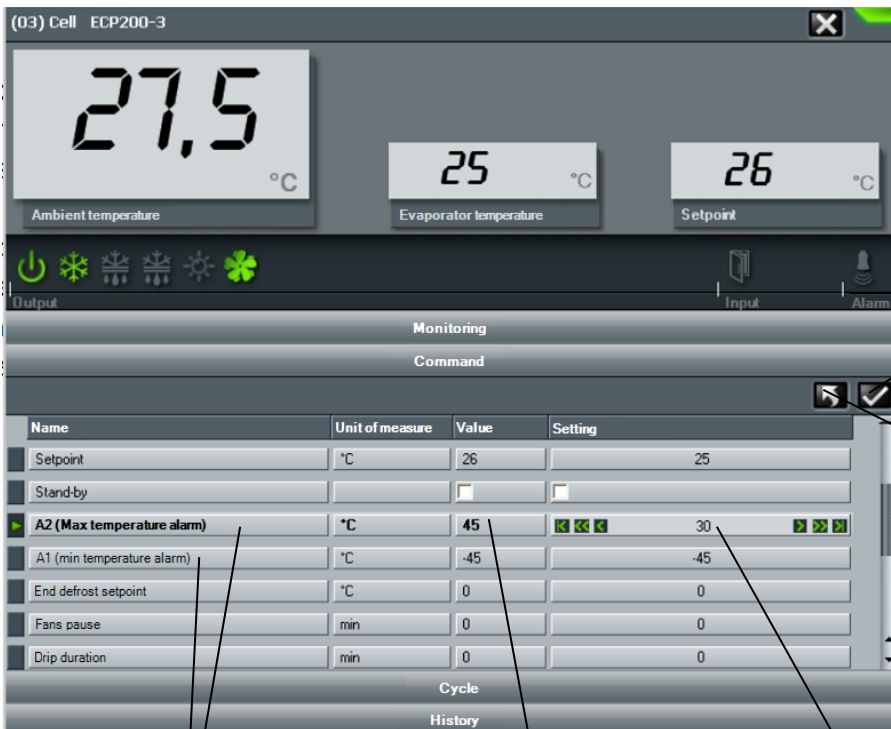 (03) Cell ECP200-3
27,5
°C
Ambient temperature
25
°C
Evaporator temperature
26
°C
Setpoint
Output
Input
Alarm
Monitoring
Command
Name Unit of measure Value Setting
Setpoint °C 26 25
Stand-by
A2 (Max temperature alarm) °C 45 30
A1 (min temperature alarm) °C -45 -45
End defrost setpoint °C 0 0
Fans pause min 0 0
Drip duration min 0 0
Cycle
History